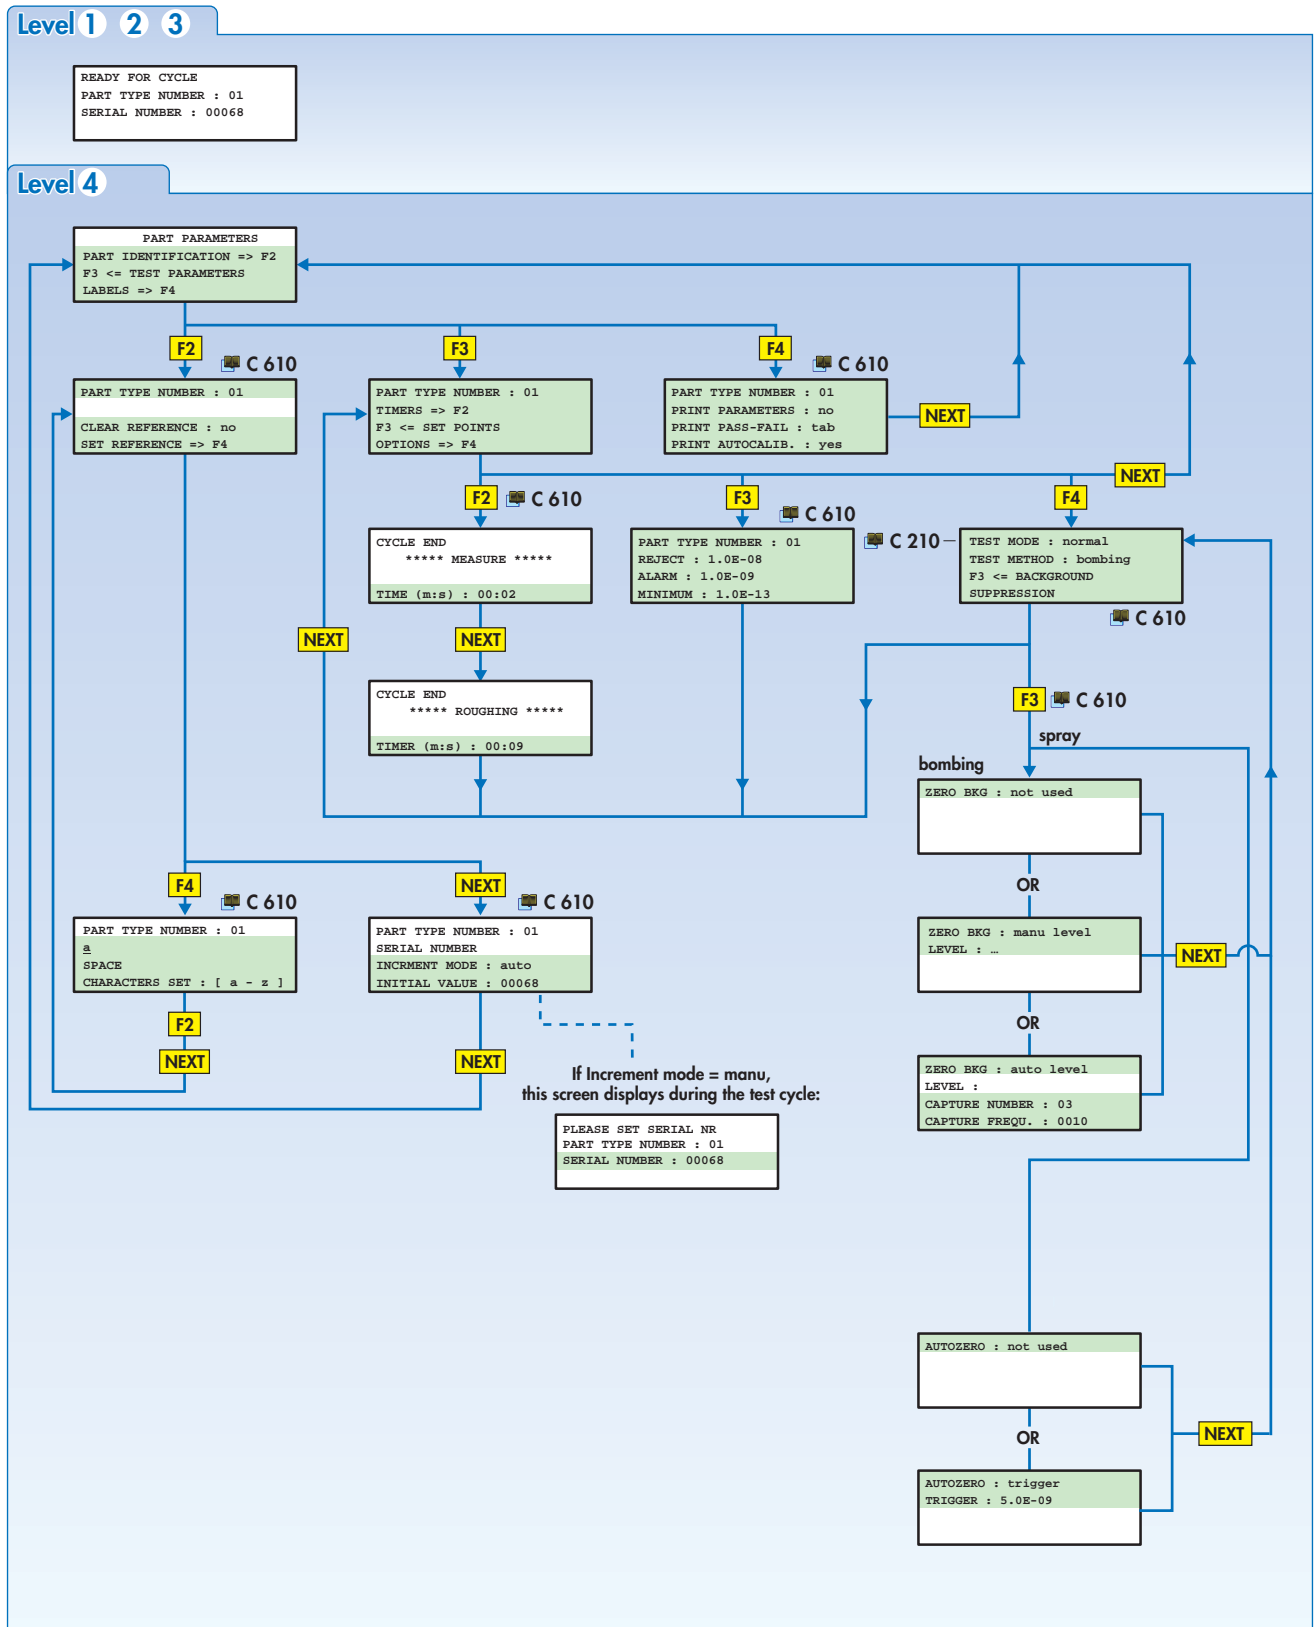 Level 1 2 3
READY FOR CYCLE
PART TYPE NUMBER : 01
SERIAL NUMBER : 00068
Level 4
PART PARAMETERS
PART IDENTIFICATION => F2
F3 <= TEST PARAMETERS
LABELS => F4
F2
C 610
F3
F4
C 610
PART TYPE NUMBER : 01
CLEAR REFERENCE : no
SET REFERENCE => F4
PART TYPE NUMBER : 01
TIMERS => F2
F3 <= SET POINTS
OPTIONS => F4
PART TYPE NUMBER : 01
PRINT PARAMETERS : no
PRINT PASS-FAIL : tab
PRINT AUTOCALIB. : yes
NEXT
NEXT
F2
C 610
F3
C 610
F4
CYCLE END
***** MEASURE *****
TIME (m:s) : 00:02
PART TYPE NUMBER : 01
REJECT : 1.0E-08
ALARM : 1.0E-09
MINIMUM : 1.0E-13
C 210
TEST MODE : normal
TEST METHOD : bombing
F3 <= BACKGROUND
SUPPRESSION
C 610
NEXT
NEXT
CYCLE END
***** ROUGHING *****
TIMER (m:s) : 00:09
F3
C 610
spray
bombing
ZERO BKG : not used
OR
ZERO BKG : manu level
LEVEL : …
NEXT
OR
ZERO BKG : auto level
LEVEL :
CAPTURE NUMBER : 03
CAPTURE FREQU. : 0010
F4
C 610
NEXT
C 610
PART TYPE NUMBER : 01
a
SPACE
CHARACTERS SET : [ a - z ]
PART TYPE NUMBER : 01
SERIAL NUMBER
INCRMENT MODE : auto
INITIAL VALUE : 00068
F2
NEXT
NEXT
If Increment mode = manu,
this screen displays during the test cycle:
PLEASE SET SERIAL NR
PART TYPE NUMBER : 01
SERIAL NUMBER : 00068
AUTOZERO : not used
OR
NEXT
AUTOZERO : trigger
TRIGGER : 5.0E-09